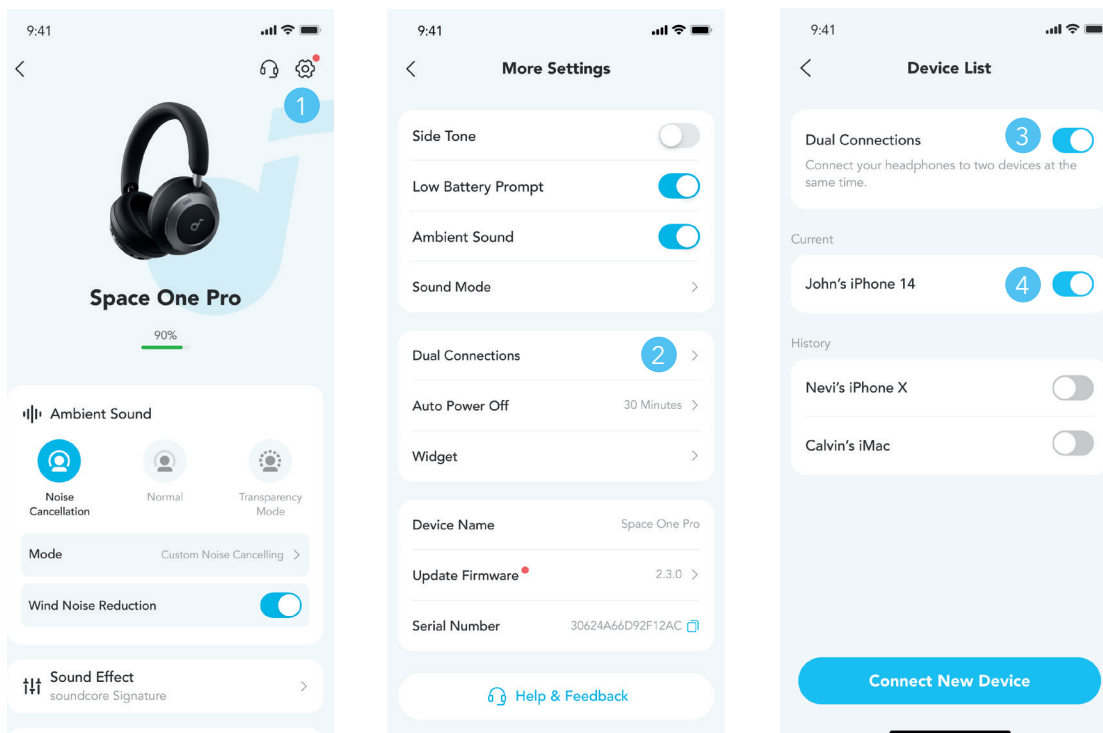 9:41
1
Space One Pro
90%
Ambient Sound
Noise
Cancellation
Normal
Transparency
Mode
Mode
Custom Noise Cancelling
Wind Noise Reduction
Sound Effect
soundcore Signature
9:41
More Settings
Side Tone
Low Battery Prompt
Ambient Sound
Sound Mode
Dual Connections
2
Auto Power Off
30 Minutes
Widget
Device Name
Space One Pro
Update Firmware
2.3.0
Serial Number
30624A66D92F12AC
Help & Feedback
9:41
Device List
Dual Connections
3
Connect your headphones to two devices at the
same time.
Current
John's iPhone 14
4
History
Nevi's iPhone X
Calvin's iMac
Connect New Device